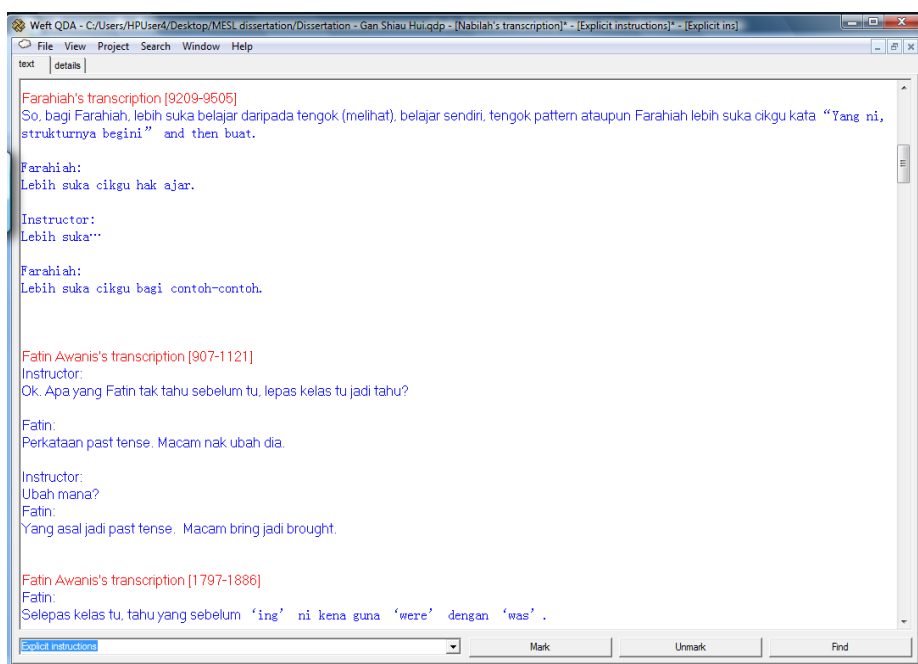 Weft QDA - C:/Users/HPUser4/Desktop/MESL dissertation/Dissertation - Gan Shiau Hui.qdp - [Nabilah's transcription]* - [Explicit instructions]* - [Explicit ins]
File View Project Search Window Help
text details
Farahiah's transcription [9209-9505]
So, bagi Farahiah, lebih suka belajar daripada tengok (melihat), belajar sendiri, tengok pattern ataupun Farahiah lebih suka cikgu kata “Yang ni,
strukturnya begini” and then buat.
Farahiah:
Lebih suka cikgu hak ajar.
Instructor:
Lebih suka…
Farahiah:
Lebih suka cikgu bagi contoh-contoh.
Fatin Awanis's transcription [907-1121]
Instructor:
Ok. Apa yang Fatin tak tahu sebelum tu, lepas kelas tu jadi tahu?
Fatin:
Perkataan past tense. Macam nak ubah dia.
Instructor:
Ubah mana?
Fatin:
Yang asal jadi past tense. Macam bring jadi brought.
Fatin Awanis's transcription [1797-1886]
Fatin:
Selepas kelas tu, tahu yang sebelum ‘ing’ ni kena guna ‘were’ dengan ‘was’.
Explicit instructions Mark Unmark Find